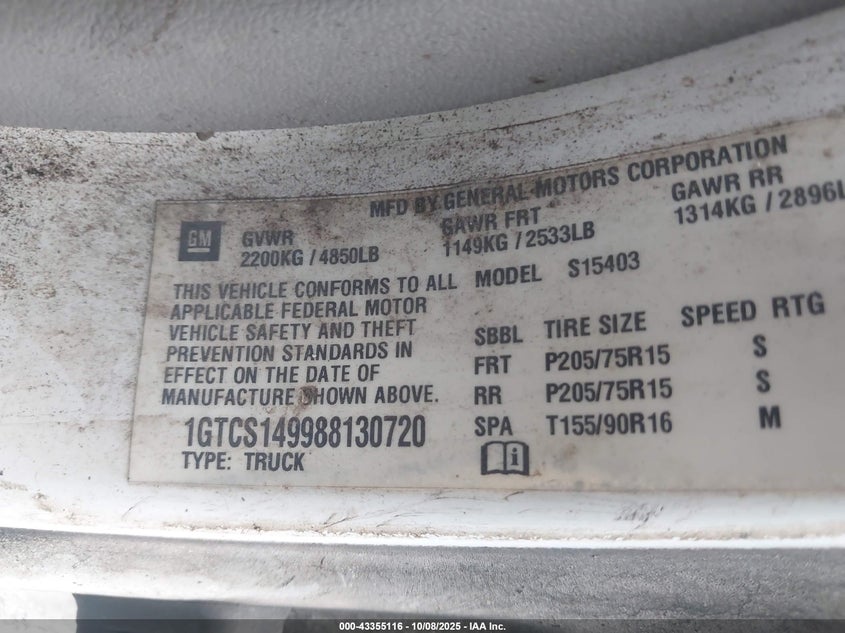 MFD BY GENERAL MOTORS CORPORATION
GM
GVWR
2200KG / 4850LB
GAWR FRT
1149KG / 2533LB
GAWR RR
1314KG / 2896L
THIS VEHICLE CONFORMS TO ALL
APPLICABLE FEDERAL MOTOR
VEHICLE SAFETY AND THEFT
PREVENTION STANDARDS IN
EFFECT ON THE DATE OF
MANUFACTURE SHOWN ABOVE.
1GTCS149988130720
TYPE: TRUCK
MODEL S15403
SBBL TIRE SIZE SPEED RTG
FRT P205/75R15 S
RR P205/75R15 S
SPA T155/90R16 M
i
000-43355116 - 10/08/2025 - IAA Inc.